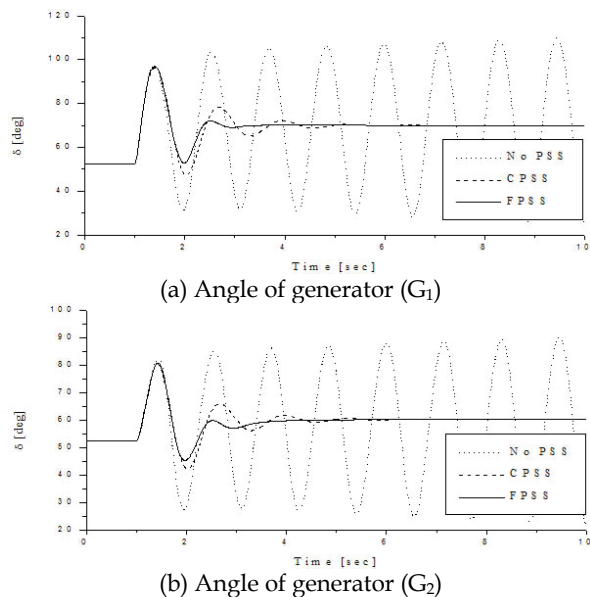 120
100
80
60
40
20
δ [deg]
No PSS
CPSS
FPSS
0 2 4 6 8 10
Time [sec]
(a) Angle of generator (G1)
100
90
80
70
60
50
40
30
20
δ [deg]
No PSS
CPSS
FPSS
0 2 4 6 8 10
Time [sec]
(b) Angle of generator (G2)